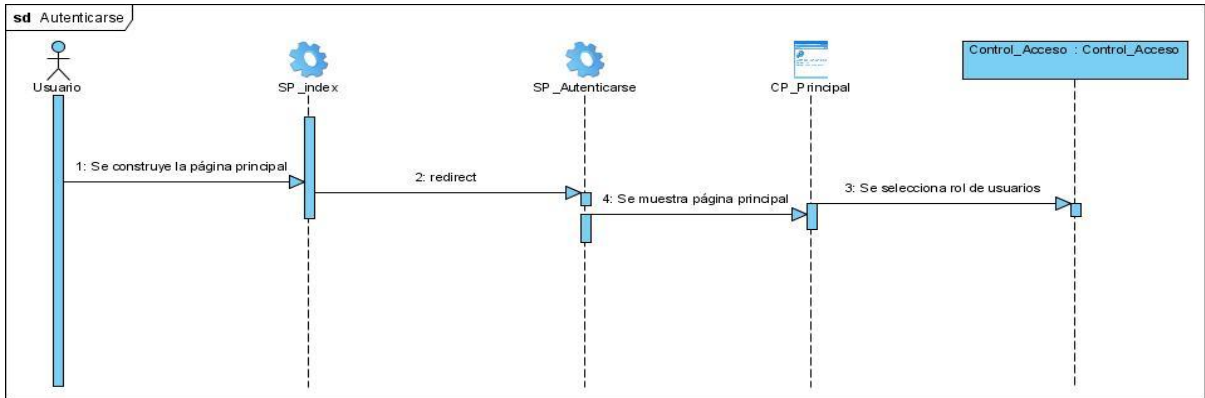 sd Autenticarse
Usuario
SP_index
SP_Autenticarse
CP_Principal
Control_Acceso : Control_Acceso
1: Se construye la página principal
2: redirect
4: Se muestra página principal
3: Se selecciona rol de usuarios